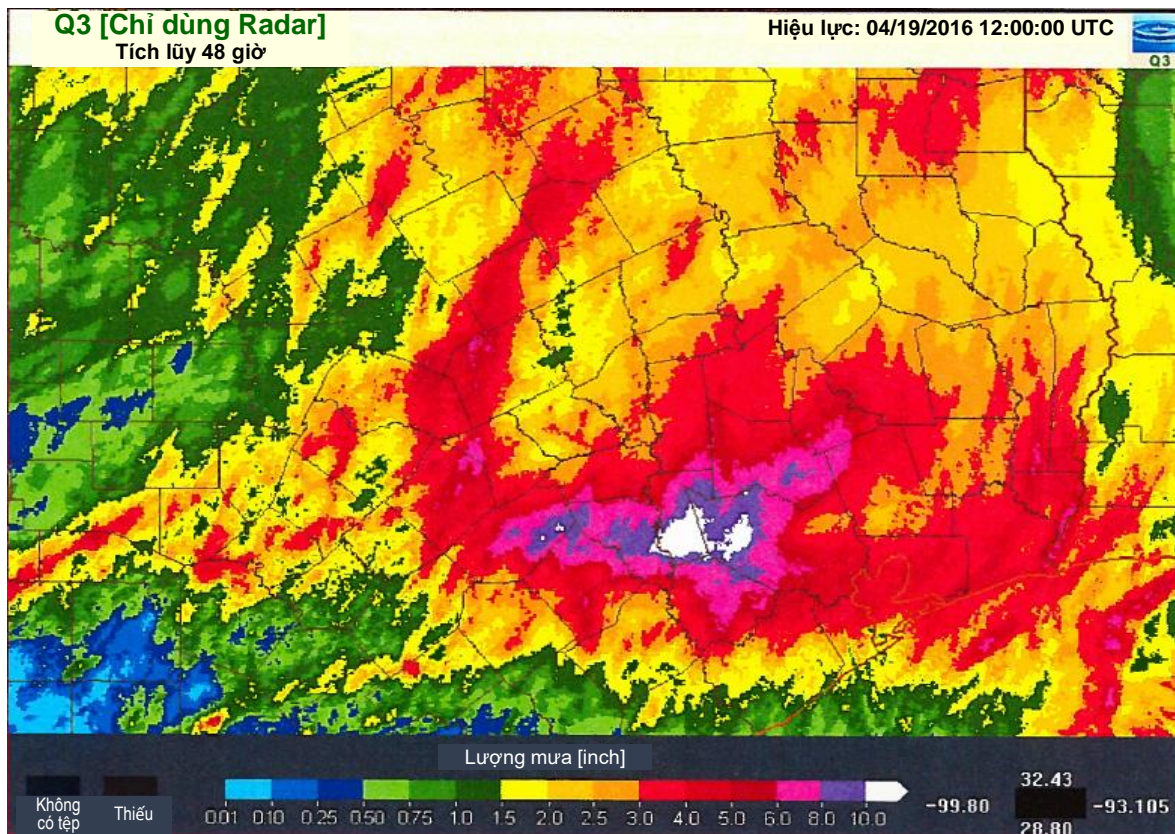 Q3 [Chỉ dùng Radar]
Tích lũy 48 giờ
Hiệu lực: 04/19/2016 12:00:00 UTC
Q3
Lượng mưa [inch]
Không có tệp
Thiếu
0.01 0.10 0.25 0.50 0.75 1.0 1.5 2.0 2.5 3.0 4.0 5.0 6.0 8.0 10.0
32.43
-99.80 -93.105
28.80